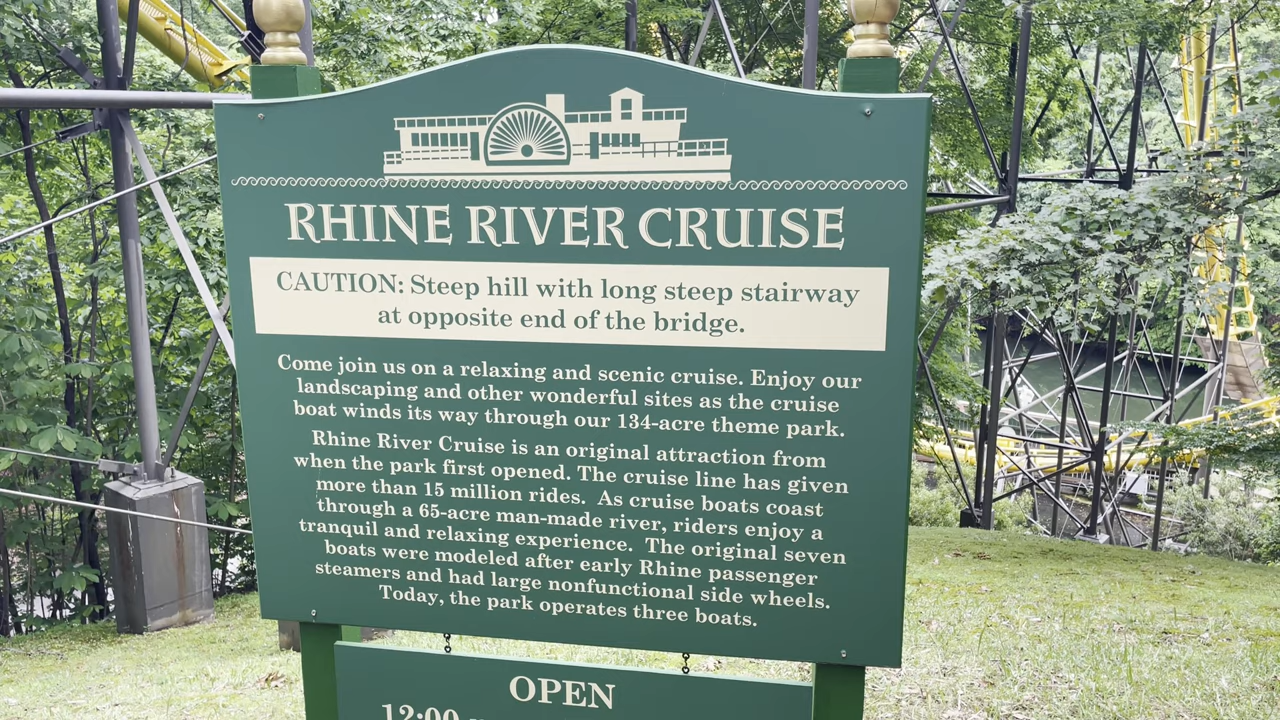 RHINE RIVER CRUISE
CAUTION: Steep hill with long steep stairway
at opposite end of the bridge.
Come join us on a relaxing and scenic cruise. Enjoy our
landscaping and other wonderful sites as the cruise
boat winds its way through our 134-acre theme park.
Rhine River Cruise is an original attraction from
when the park first opened. The cruise line has given
more than 15 million rides. As cruise boats coast
through a 65-acre man-made river, riders enjoy a
tranquil and relaxing experience. The original seven
boats were modeled after early Rhine passenger
steamers and had large nonfunctional side wheels.
Today, the park operates three boats.
OPEN
12:00